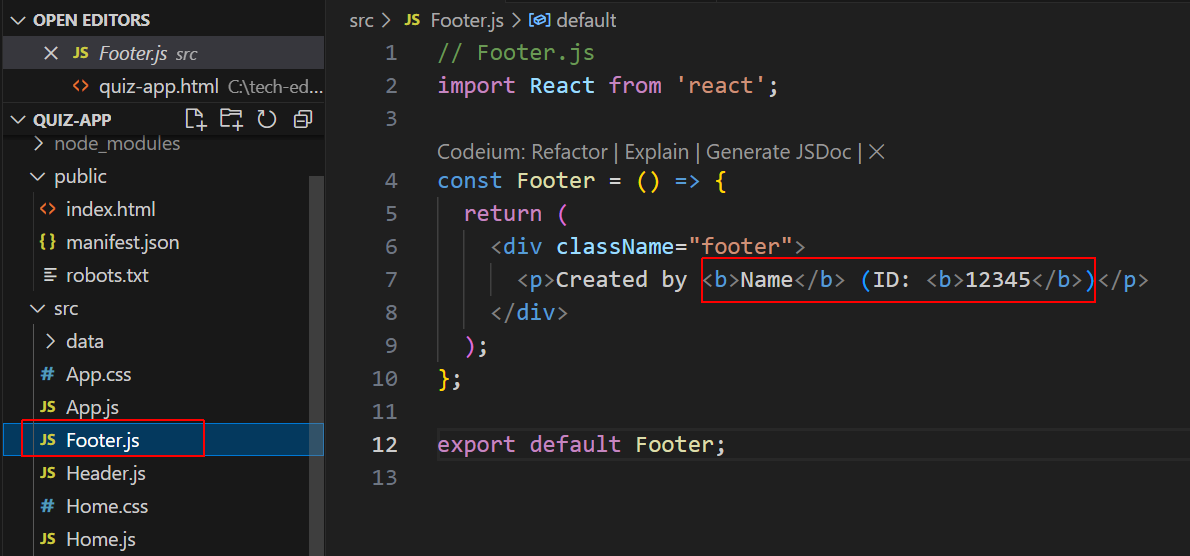 OPEN EDITORS
JS Footer.js src
<> quiz-app.html C:\tech-ed...
QUIZ-APP
node_modules
public
<> index.html
{} manifest.json
robots.txt
src
data
# App.css
JS App.js
JS Footer.js
JS Header.js
# Home.css
JS Home.js
src > JS Footer.js > default
1 // Footer.js
2 import React from 'react';
3
Codeium: Refactor | Explain | Generate JSDoc | ×
4 const Footer = () => {
5 return (
6 <div className="footer">
7 <p>Created by <b>Name</b> (ID: <b>12345</b>)</p>
8 </div>
9 );
10 };
11
12 export default Footer;
13